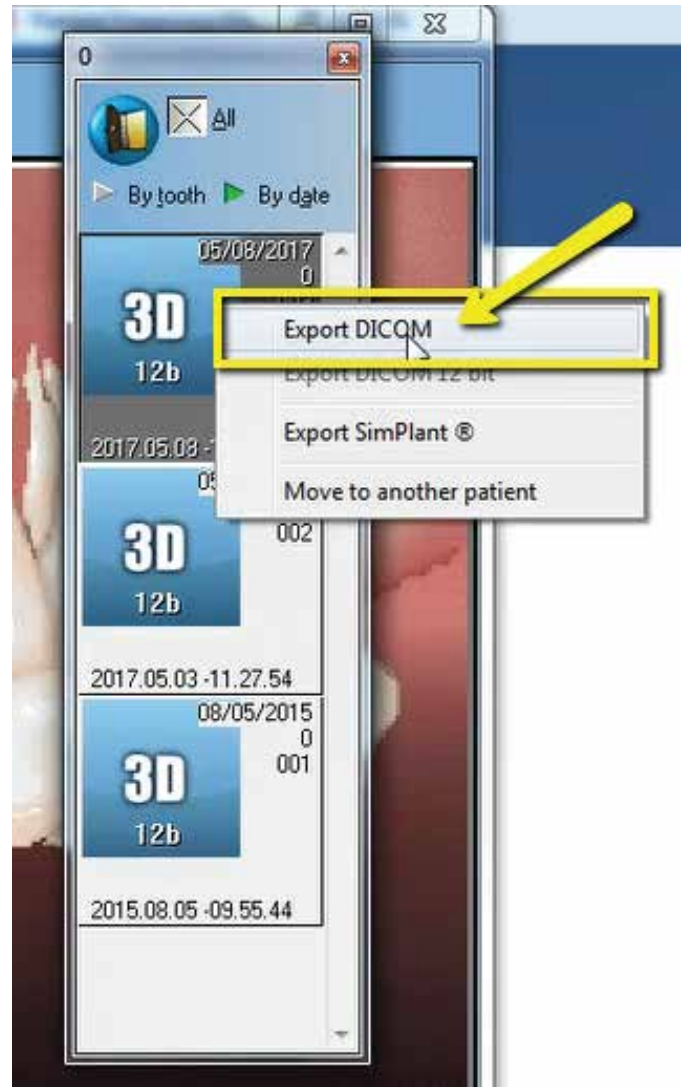 0
All
By tooth By date
05/08/2017
0
3D
12b
2017.05.08 -
Export DICOM
Export DICOM 12 bit
Export SimPlant ®
Move to another patient
002
3D
12b
2017.05.03 -11.27.54
08/05/2015
0
001
3D
12b
2015.08.05 -09.55.44